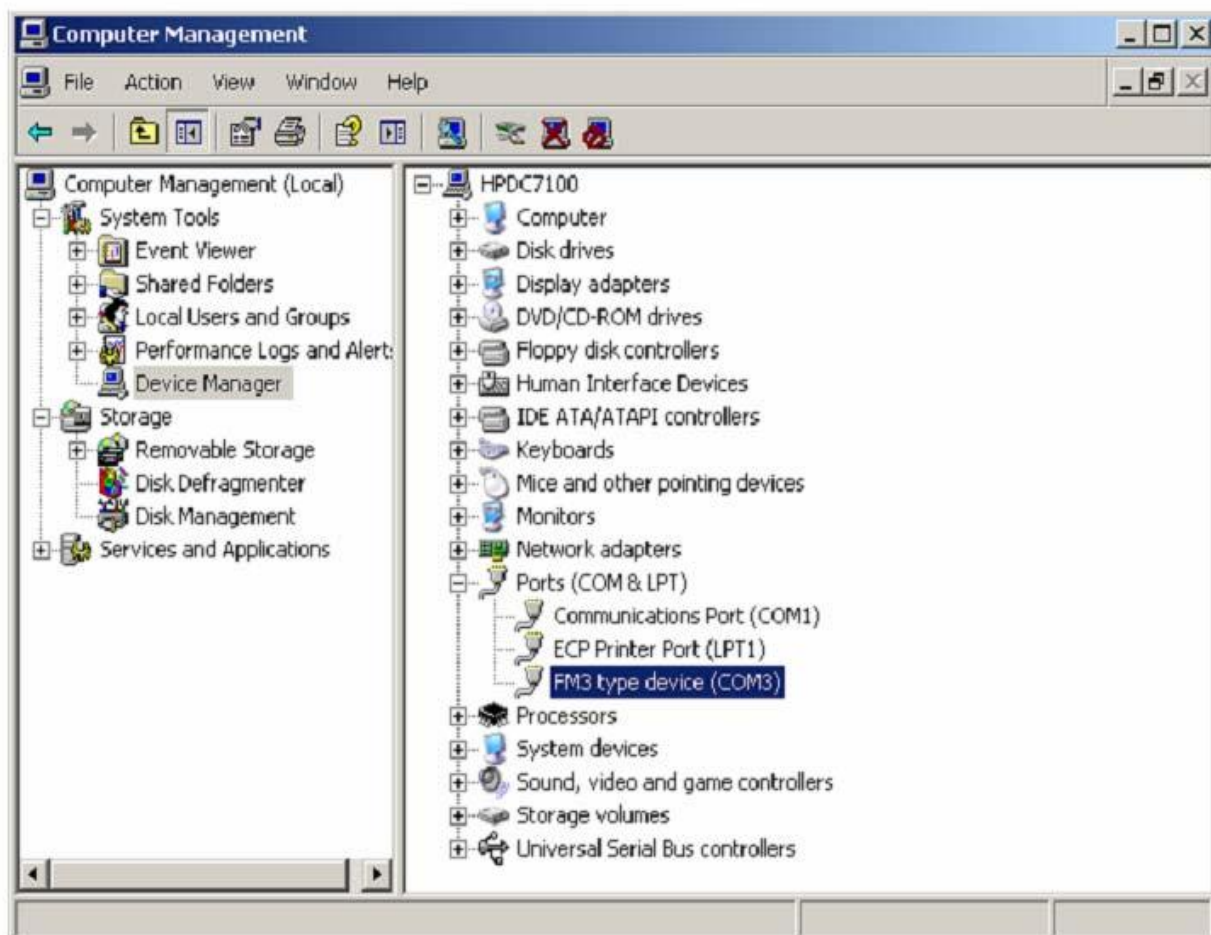 Computer Management
File Action View Window Help
Computer Management (Local)
System Tools
Event Viewer
Shared Folders
Local Users and Groups
Performance Logs and Alert
Device Manager
Storage
Removable Storage
Disk Defragmenter
Disk Management
Services and Applications
HPDC7100
Computer
Disk drives
Display adapters
DVD/CD-ROM drives
Floppy disk controllers
Human Interface Devices
IDE ATA/ATAPI controllers
Keyboards
Mice and other pointing devices
Monitors
Network adapters
Ports (COM & LPT)
Communications Port (COM1)
ECP Printer Port (LPT1)
FM3 type device (COM3)
Processors
System devices
Sound, video and game controllers
Storage volumes
Universal Serial Bus controllers